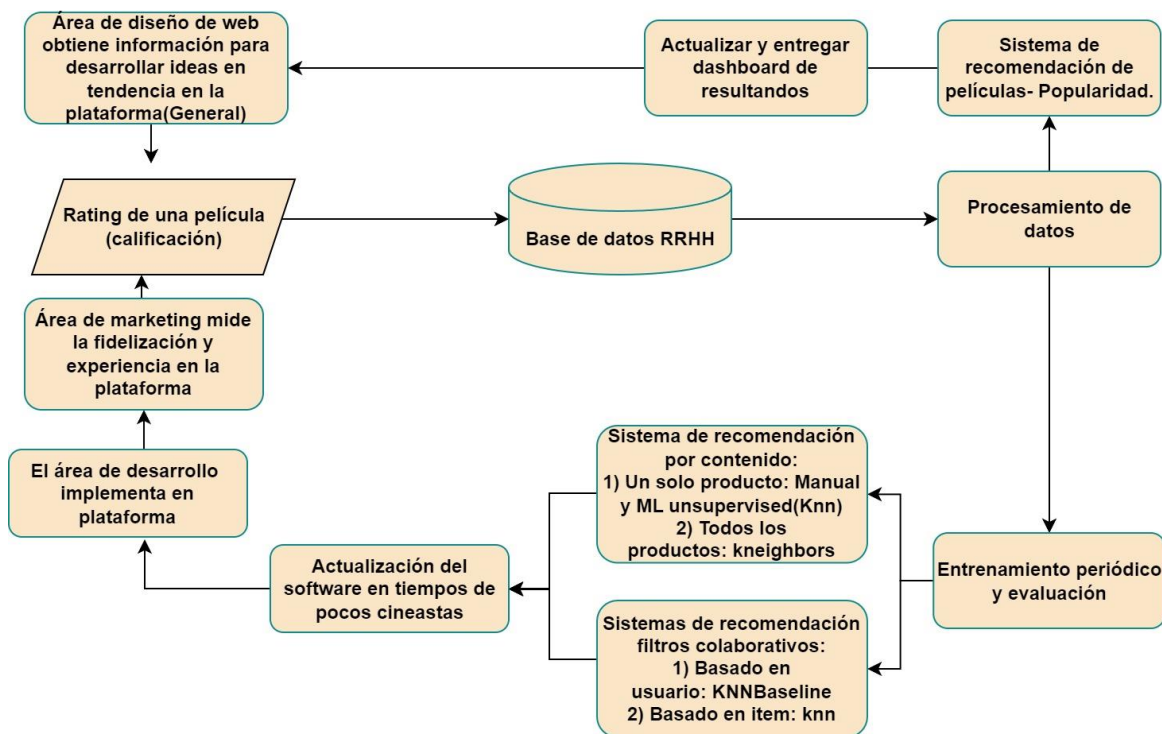 Área de diseño de web
obtiene información para
desarrollar ideas en
tendencia en la
plataforma(General)
Actualizar y entregar
dashboard de
resultandos
Sistema de
recomendación de
películas- Popularidad.
Rating de una película
(calificación)
Base de datos RRHH
Procesamiento de
datos
Área de marketing mide
la fidelización y
experiencia en la
plataforma
El área de desarrollo
implementa en
plataforma
Actualización del
software en tiempos de
pocos cineastas
Sistema de recomendación
por contenido:
1) Un solo producto: Manual
y ML unsupervised(Knn)
2) Todos los
productos: kneighbors
Entrenamiento periódico
y evaluación
Sistemas de recomendación
filtros colaborativos:
1) Basado en
usuario: KNNBaseline
2) Basado en item: knn